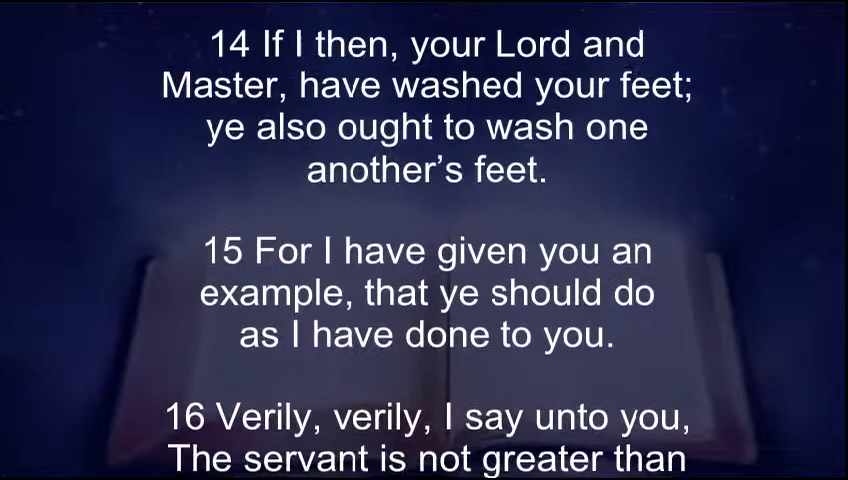 14 If I then, your Lord and
Master, have washed your feet;
ye also ought to wash one
another’s feet.
15 For I have given you an
example, that ye should do
as I have done to you.
16 Verily, verily, I say unto you,
The servant is not greater than